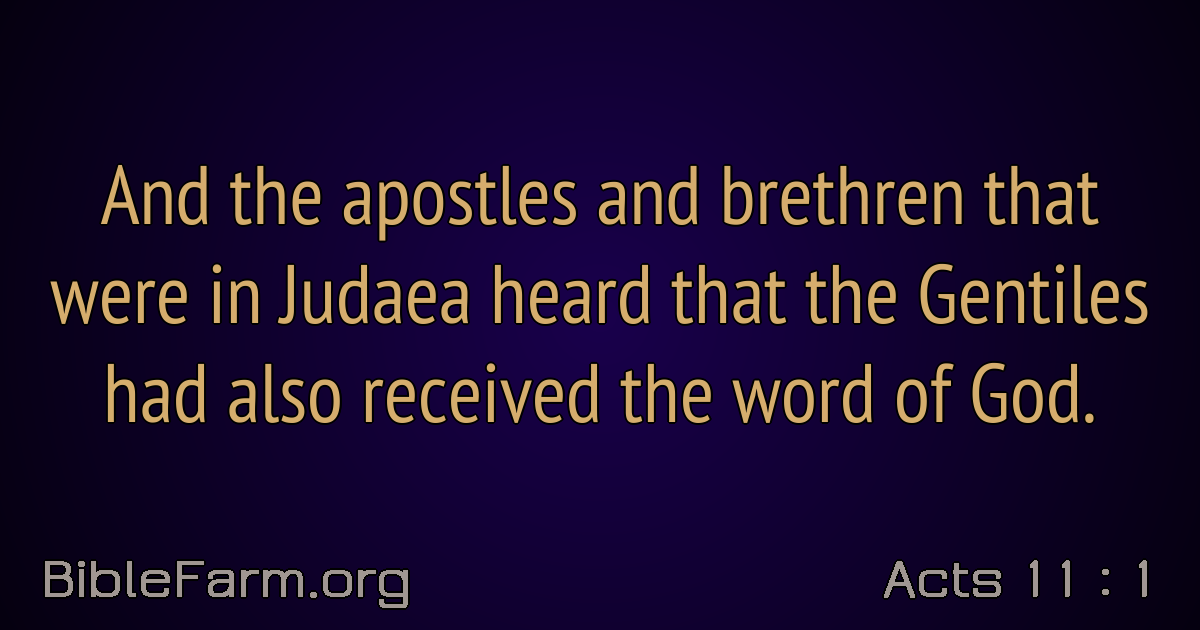 And the apostles and brethren that
were in Judaea heard that the Gentiles
had also received the word of God.
BibleFarm.org
Acts 11 : 1